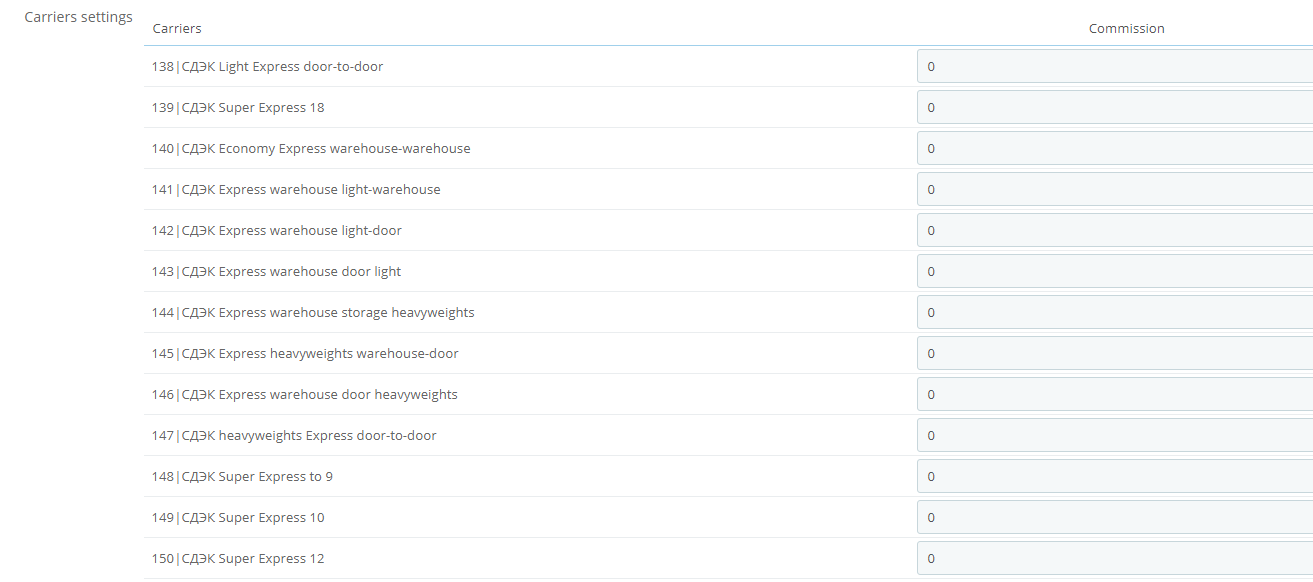 Carriers settings
Carriers Commission
138|СДЭК Light Express door-to-door 0
139|СДЭК Super Express 18 0
140|СДЭК Economy Express warehouse-warehouse 0
141|СДЭК Express warehouse light-warehouse 0
142|СДЭК Express warehouse light-door 0
143|СДЭК Express warehouse door light 0
144|СДЭК Express warehouse storage heavyweights 0
145|СДЭК Express heavyweights warehouse-door 0
146|СДЭК Express warehouse door heavyweights 0
147|СДЭК heavyweights Express door-to-door 0
148|СДЭК Super Express to 9 0
149|СДЭК Super Express 10 0
150|СДЭК Super Express 12 0